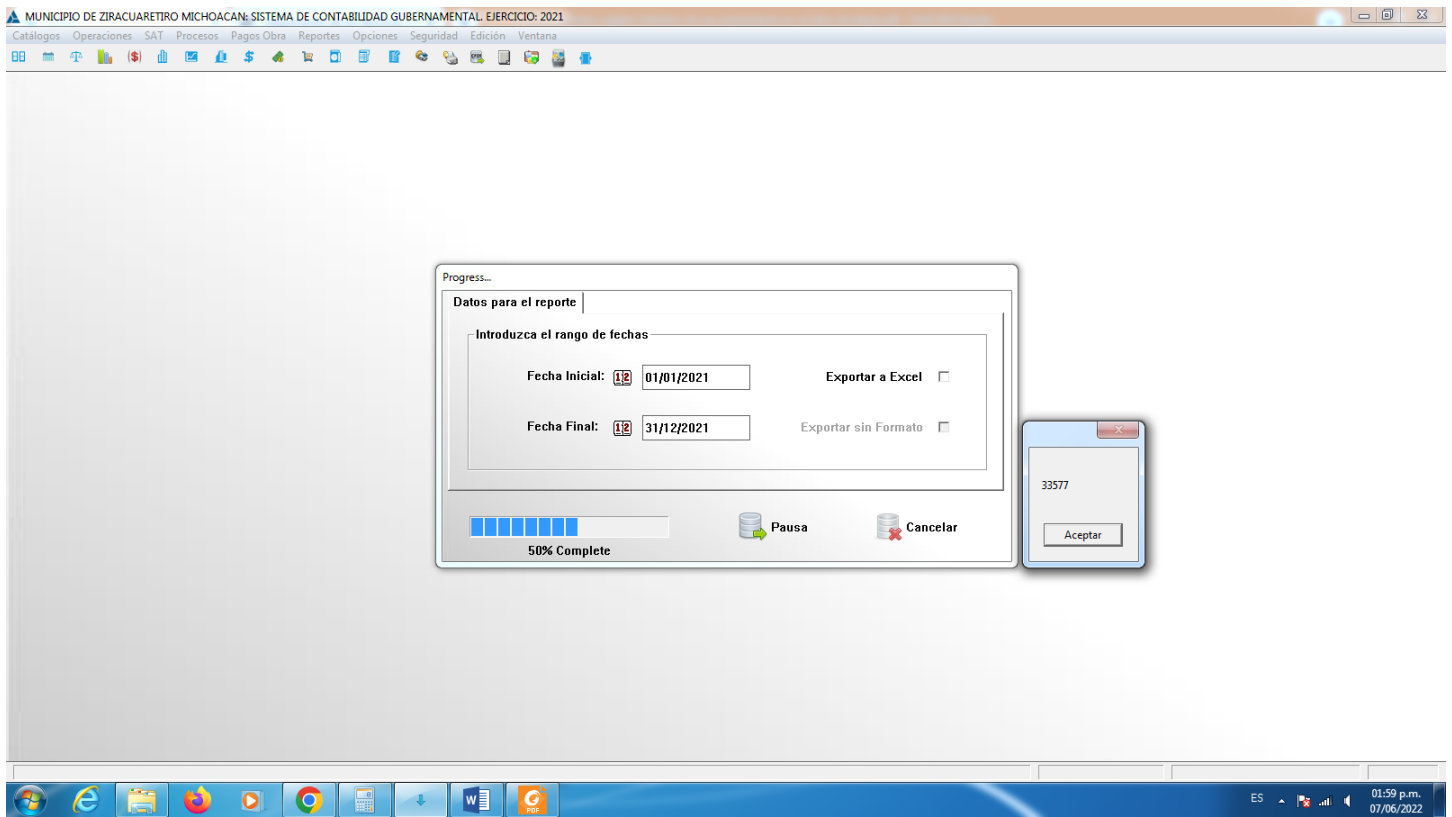 MUNICIPIO DE ZIRACUARETIRO MICHOACAN: SISTEMA DE CONTABILIDAD GUBERNAMENTAL. EJERCICIO: 2021
Catálogos Operaciones SAT Procesos Pagos Obra Reportes Opciones Seguridad Edición Ventana
Progress...
Datos para el reporte
Introduzca el rango de fechas
Fecha Inicial: 12 01/01/2021 Exportar a Excel
Fecha Final: 12 31/12/2021 Exportar sin Formato
33577
Pausa Cancelar Aceptar
50% Complete
ES 01:59 p.m.
07/06/2022